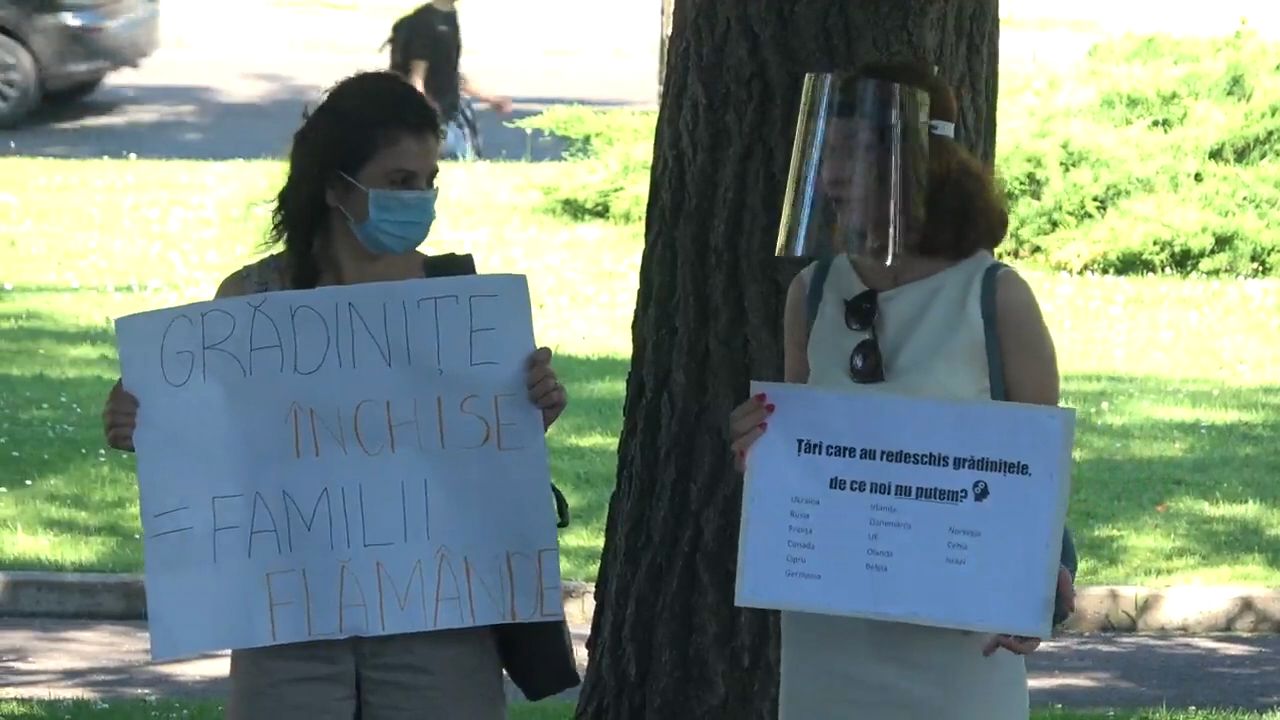 GRĂDINIȚE
ÎNCHISE
= FAMILII
FLĂMÂNDE
Țări care au redeschis grădinițele,
de ce noi nu putem?
Ucraina
Rusia
Franța
Canada
Cipru
Germania
Irlanda
Danemarca
UK
Olanda
Belgia
Norvegia
Cehia
Israel